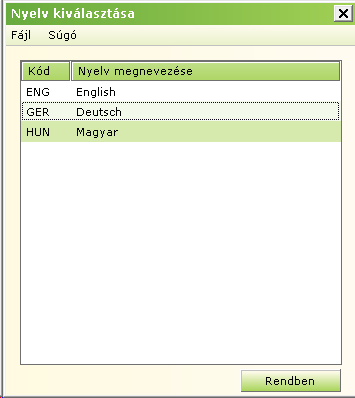 Nyelv kiválasztása
Fájl Súgó
Kód Nyelv megnevezése
ENG English
GER Deutsch
HUN Magyar
Rendben